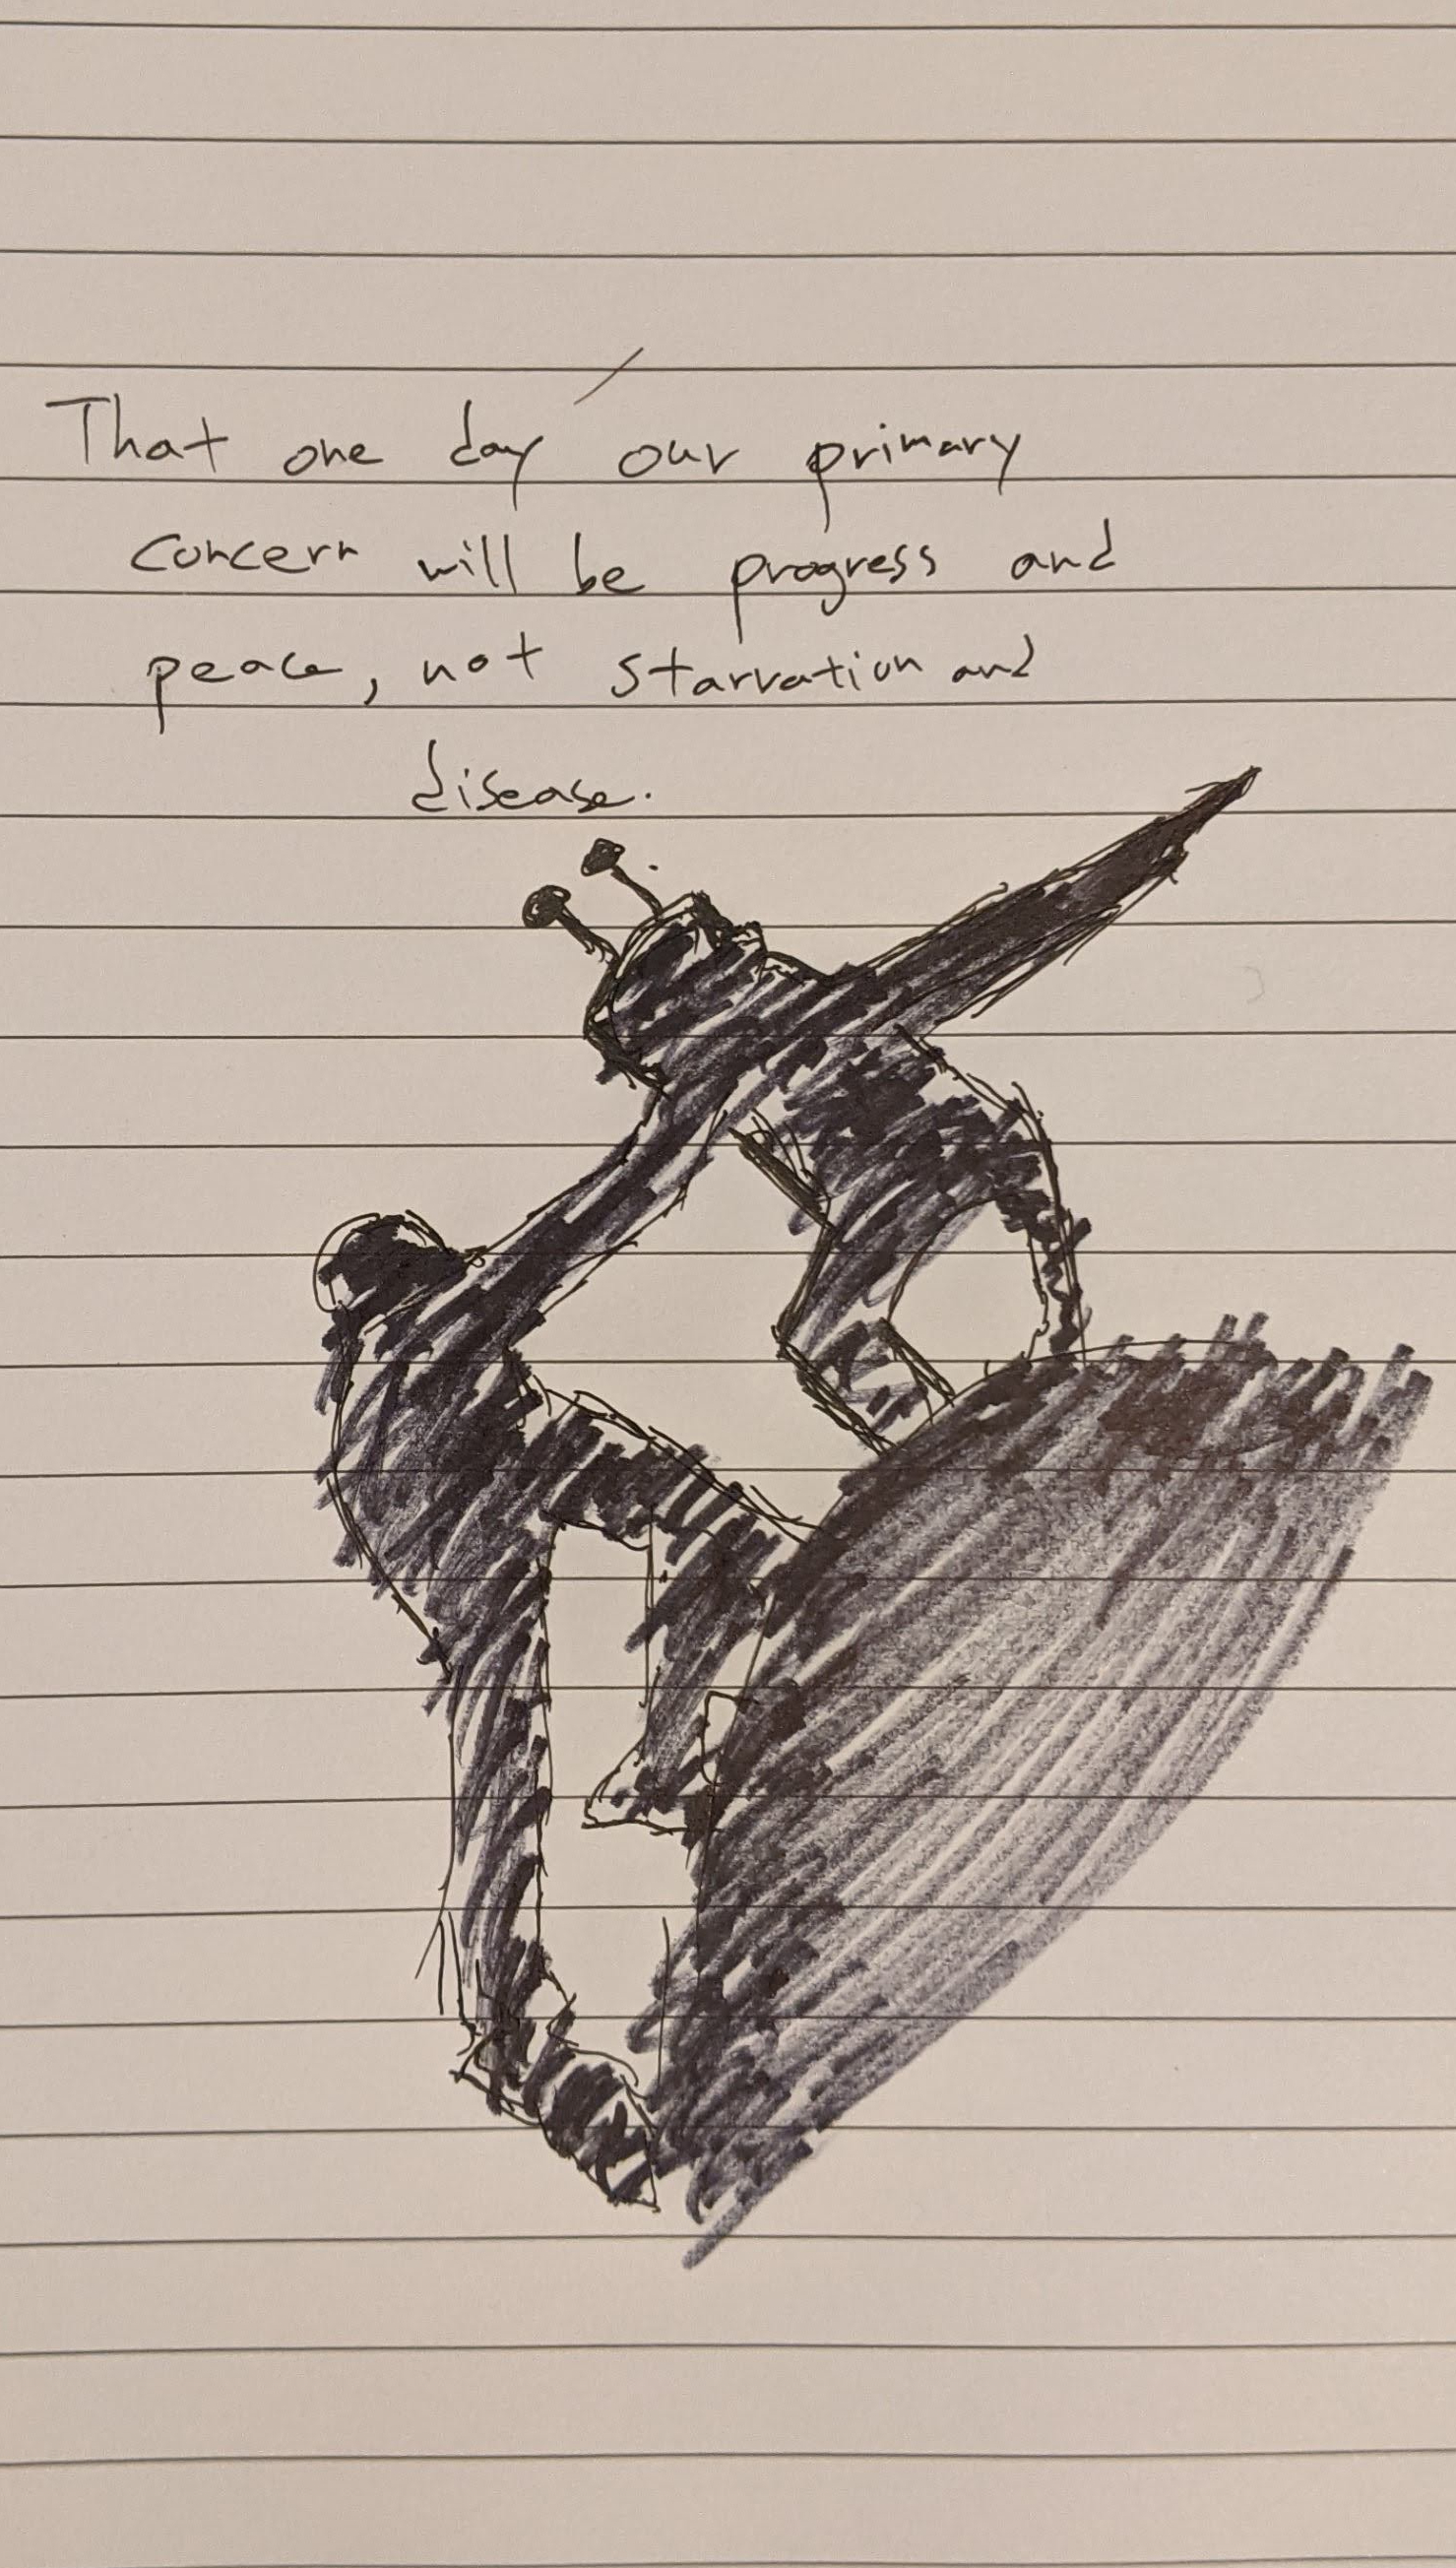 That one day our primary
concern will be progress and
peace, not starvation and
disease.